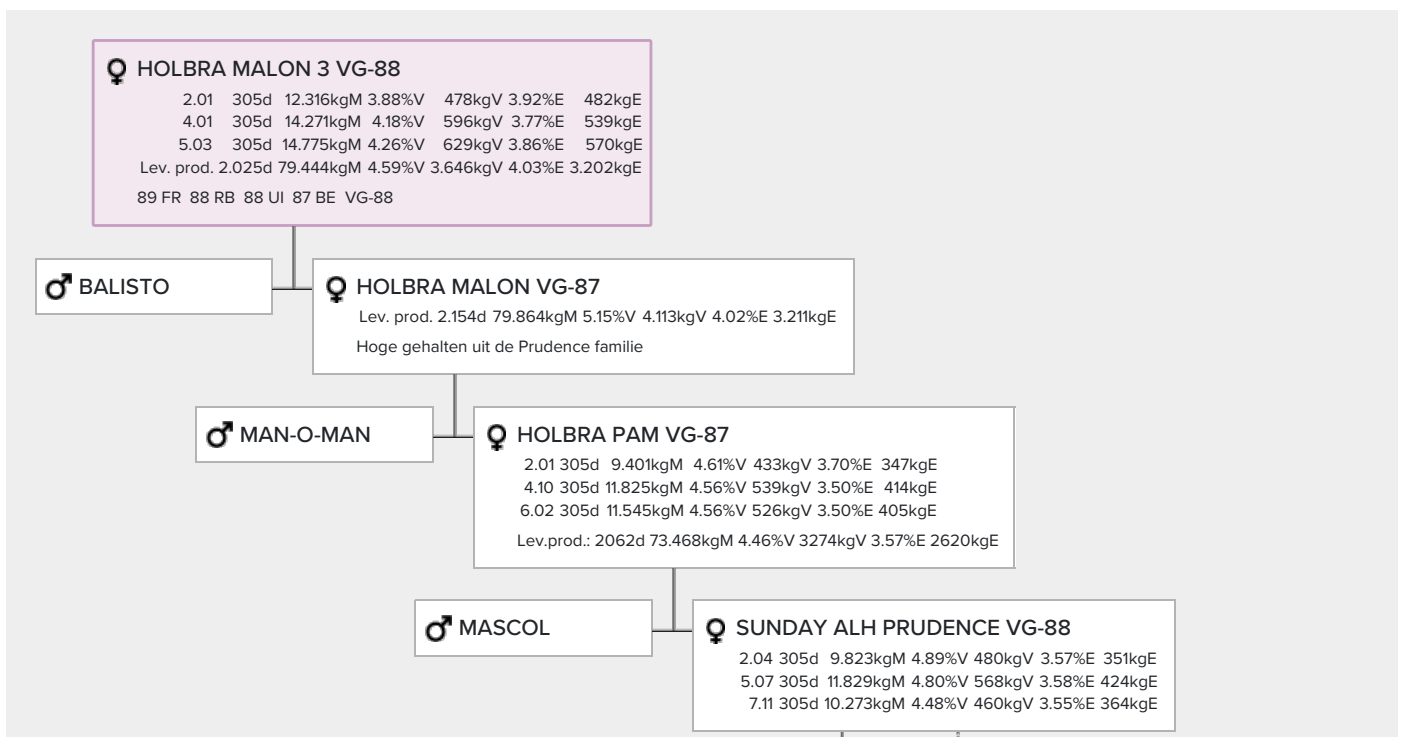 HOLBRA MALON 3 VG-88
2.01 305d 12.316kgM 3.88%V 478kgV 3.92%E 482kgE
4.01 305d 14.271kgM 4.18%V 596kgV 3.77%E 539kgE
5.03 305d 14.775kgM 4.26%V 629kgV 3.86%E 570kgE
Lev. prod. 2.025d 79.444kgM 4.59%V 3.646kgV 4.03%E 3.202kgE
89 FR 88 RB 88 UI 87 BE VG-88
BALISTO
HOLBRA MALON VG-87
Lev. prod. 2.154d 79.864kgM 5.15%V 4.113kgV 4.02%E 3.211kgE
Hoge gehalten uit de Prudence familie
MAN-O-MAN
HOLBRA PAM VG-87
2.01 305d 9.401kgM 4.61%V 433kgV 3.70%E 347kgE
4.10 305d 11.825kgM 4.56%V 539kgV 3.50%E 414kgE
6.02 305d 11.545kgM 4.56%V 526kgV 3.50%E 405kgE
Lev.prod.: 2062d 73.468kgM 4.46%V 3274kgV 3.57%E 2620kgE
MASCOL
SUNDAY ALH PRUDENCE VG-88
2.04 305d 9.823kgM 4.89%V 480kgV 3.57%E 351kgE
5.07 305d 11.829kgM 4.80%V 568kgV 3.58%E 424kgE
7.11 305d 10.273kgM 4.48%V 460kgV 3.55%E 364kgE